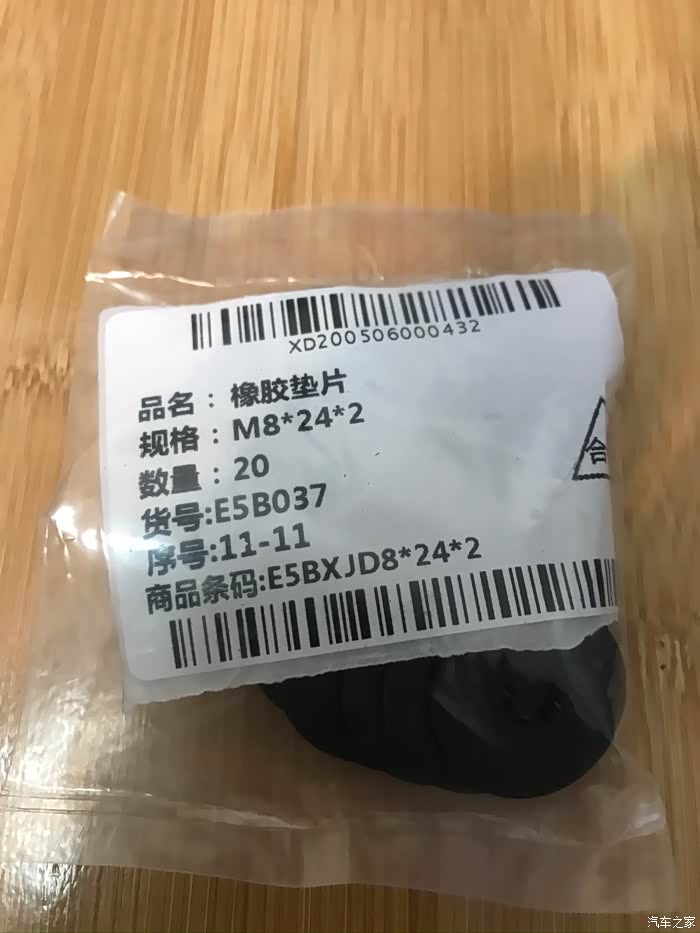 XD200506000432
品名：橡胶垫片
规格：M8*24*2
数量：20
合
货号:E5B037
序号:11-11
商品条码:E5BXJD8*24*2
汽车之家